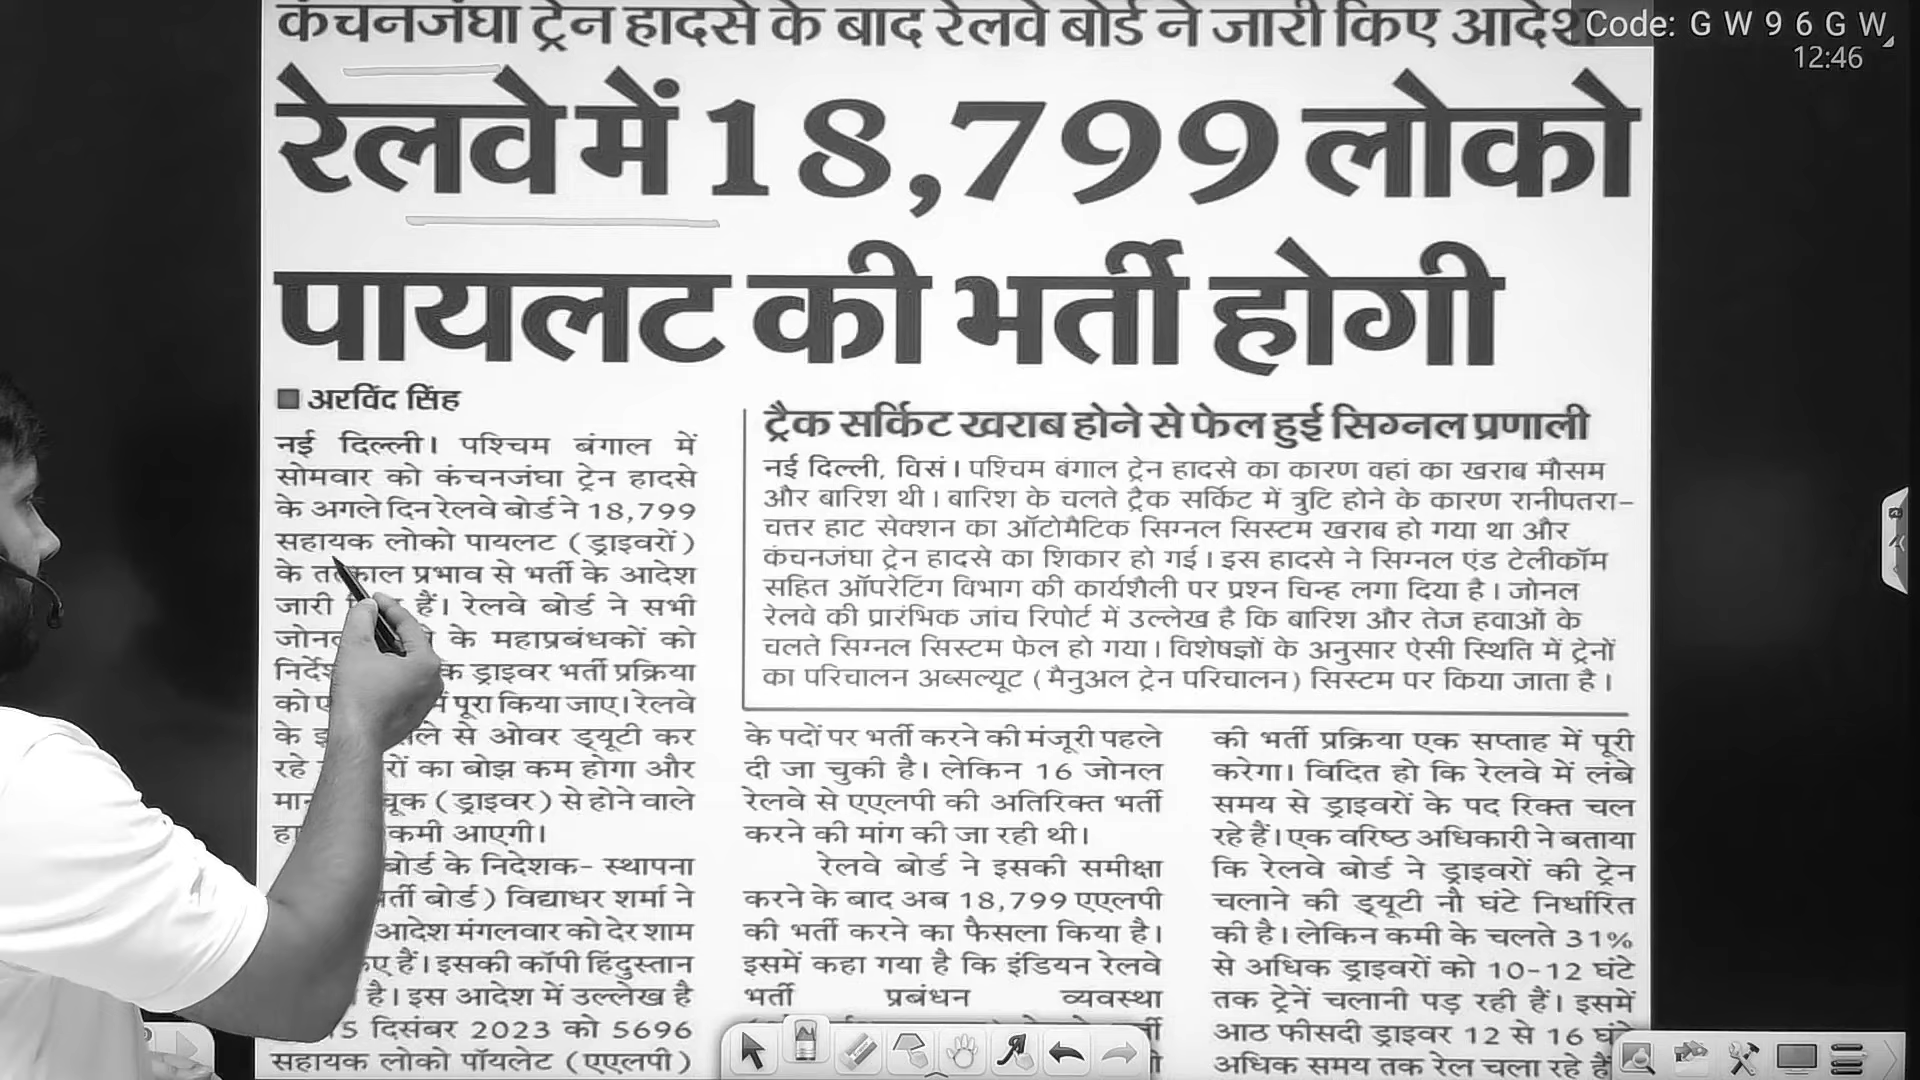 कंचनजंघा ट्रेन हादसे के बाद रेलवे बोर्ड ने जारी किए आदेश
Code: G W 9 6 G W
12:46
रेलवे में 18,799 लोको
पायलट की भर्ती होगी
अरविंद सिंह
नई दिल्ली। पश्चिम बंगाल में
सोमवार को कंचनजंघा ट्रेन हादसे
के अगले दिन रेलवे बोर्ड ने 18,799
सहायक लोको पायलट (ड्राइवरों)
के तत्काल प्रभाव से भर्ती के आदेश
जारी हैं। रेलवे बोर्ड ने सभी
जोनल के महाप्रबंधकों को
ड्राइवर भर्ती प्रक्रिया
को पूरा किया जाए। रेलवे
के से ओवर ड्यूटी कर
रहे का बोझ कम होगा और
चूक (ड्राइवर) से होने वाले
कमी आएगी।
बोर्ड के निदेशक- स्थापना
बोर्ड) विद्याधर शर्मा ने
आदेश मंगलवार को देर शाम
हैं। इसकी कॉपी हिंदुस्तान
है। इस आदेश में उल्लेख है
दिसंबर 2023 को 5696
सहायक लोको पॉयलेट (एएलपी)
ट्रैक सर्किट खराब होने से फेल हुई सिग्नल प्रणाली
नई दिल्ली, विसं। पश्चिम बंगाल ट्रेन हादसे का कारण वहां का खराब मौसम
और बारिश थी। बारिश के चलते ट्रैक सर्किट में त्रुटि होने के कारण रानीपतरा-
चत्तर हाट सेक्शन का ऑटोमैटिक सिग्नल सिस्टम खराब हो गया था और
कंचनजंघा ट्रेन हादसे का शिकार हो गई। इस हादसे ने सिग्नल एंड टेलीकॉम
सहित ऑपरेटिंग विभाग की कार्यशैली पर प्रश्न चिन्ह लगा दिया है। जोनल
रेलवे की प्रारंभिक जांच रिपोर्ट में उल्लेख है कि बारिश और तेज हवाओं के
चलते सिग्नल सिस्टम फेल हो गया। विशेषज्ञों के अनुसार ऐसी स्थिति में ट्रेनों
का परिचालन अब्सल्यूट (मैनुअल ट्रेन परिचालन) सिस्टम पर किया जाता है।
के पदों पर भर्ती करने की मंजूरी पहले
दी जा चुकी है। लेकिन 16 जोनल
रेलवे से एएलपी की अतिरिक्त भर्ती
करने की मांग की जा रही थी।
रेलवे बोर्ड ने इसकी समीक्षा
करने के बाद अब 18,799 एएलपी
की भर्ती करने का फैसला किया है।
इसमें कहा गया है कि इंडियन रेलवे
भर्ती प्रबंधन व्यवस्था
की भर्ती प्रक्रिया एक सप्ताह में पूरी
करेगा। विदित हो कि रेलवे में लंबे
समय से ड्राइवरों के पद रिक्त चल
रहे हैं। एक वरिष्ठ अधिकारी ने बताया
कि रेलवे बोर्ड ने ड्राइवरों की ट्रेन
चलाने की ड्यूटी नौ घंटे निर्धारित
की है। लेकिन कमी के चलते 31%
से अधिक ड्राइवरों को 10-12 घंटे
तक ट्रेनें चलानी पड़ रही हैं। इसमें
आठ फीसदी ड्राइवर 12 से 16 घंटे
अधिक समय तक रेल चला रहे हैं